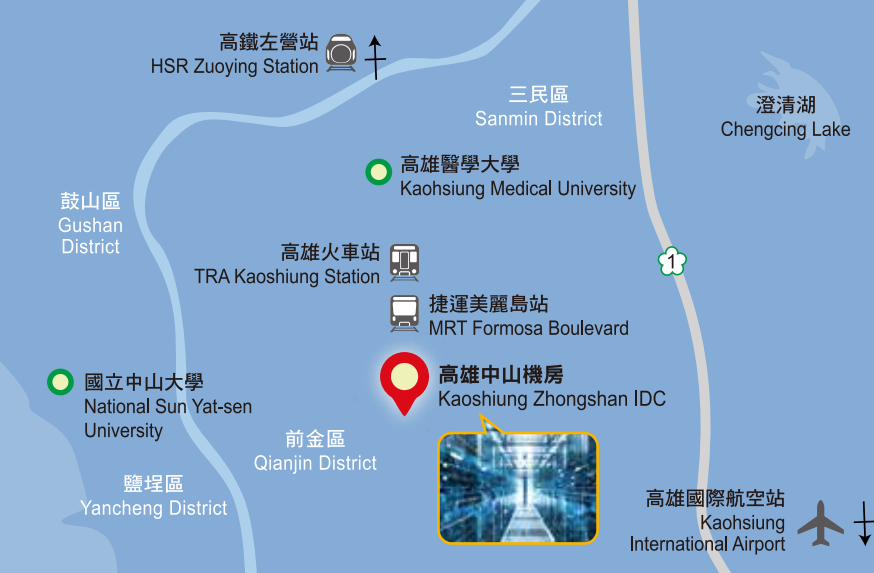 高鐵左營站
HSR Zuoying Station
三民區
Sanmin District
澄清湖
Chengcing Lake
高雄醫學大學
Kaohsiung Medical University
鼓山區
Gushan
District
高雄火車站
TRA Kaoshiung Station
1
捷運美麗島站
MRT Formosa Boulevard
高雄中山機房
Kaoshiung Zhongshan IDC
國立中山大學
National Sun Yat-sen
University
前金區
Qianjin District
鹽埕區
Yancheng District
高雄國際航空站
Kaohsiung
International Airport